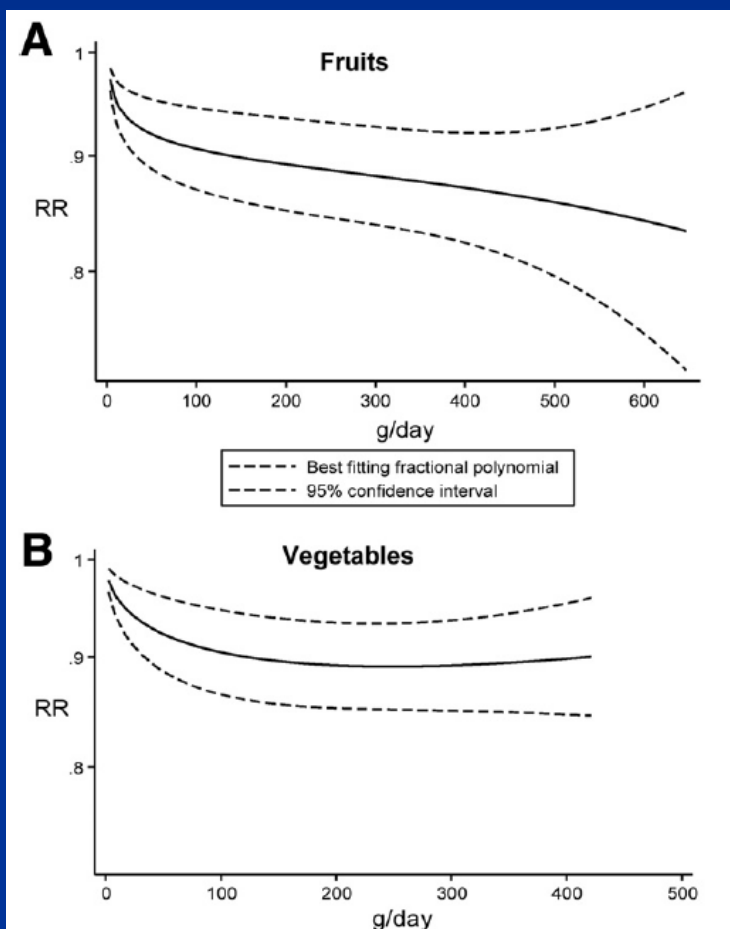 A
Fruits
1
.9
RR
.8
0 100 200 300 400 500 600
g/day
Best fitting fractional polynomial
95% confidence interval
B
Vegetables
1
.9
RR
.8
0 100 200 300 400 500
g/day